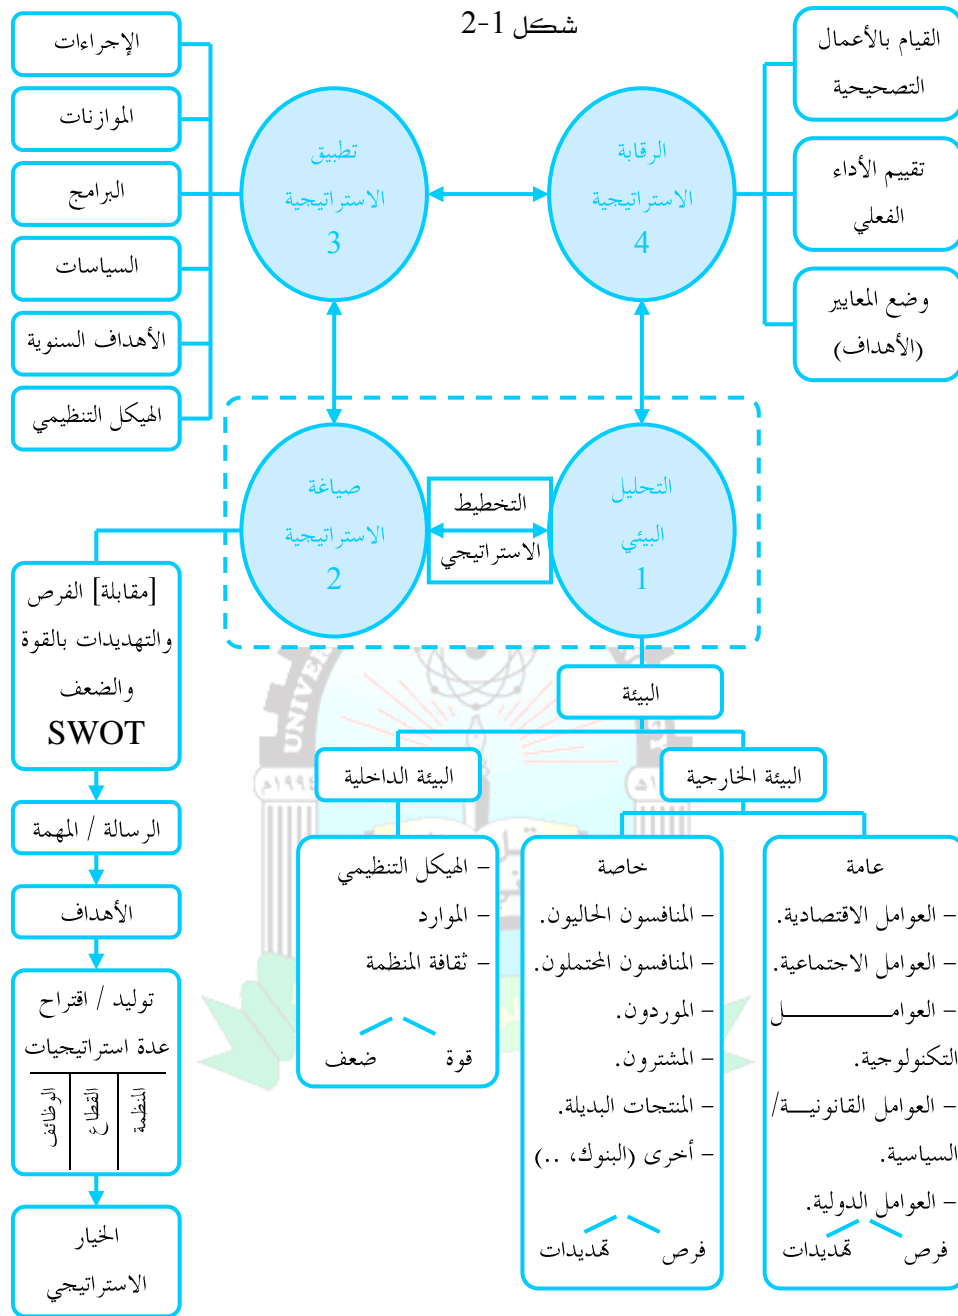 شكل 1-2
القيام بالأعمال
التصحيحية
تقييم الأداء
الفعلي
وضع المعايير
(الأهداف)
الرقابة
الاستراتيجية
4
تطبيق
الاستراتيجية
3
الإجراءات
الموازنات
البرامج
السياسات
الأهداف السنوية
الهيكل التنظيمي
التحليل
البيئي
1
التخطيط
الاستراتيجي
صياغة
الاستراتيجية
2
[مقابلة] الفرص
والتهديدات بالقوة
والضعف
SWOT
الرسالة / المهمة
الأهداف
توليد / اقتراح
عدة استراتيجيات
المنظمة
القطاع
الوظائف
الخيار
الاستراتيجي
البيئة
البيئة الخارجية
البيئة الداخلية
عامة
– العوامل الاقتصادية.
– العوامل الاجتماعية.
– العوامــــــــل
التكنولوجية.
– العوامل القانونيــة/
السياسية.
– العوامل الدولية.
فرص
تهديدات
خاصة
– المنافسون الحاليون.
– المنافسون المحتملون.
– الموردون.
– المشترون.
– المنتجات البديلة.
– أخرى (البنوك، ..)
فرص
تهديدات
– الهيكل التنظيمي
– الموارد
– ثقافة المنظمة
قوة
ضعف
UNIVER
١٩٩٤م